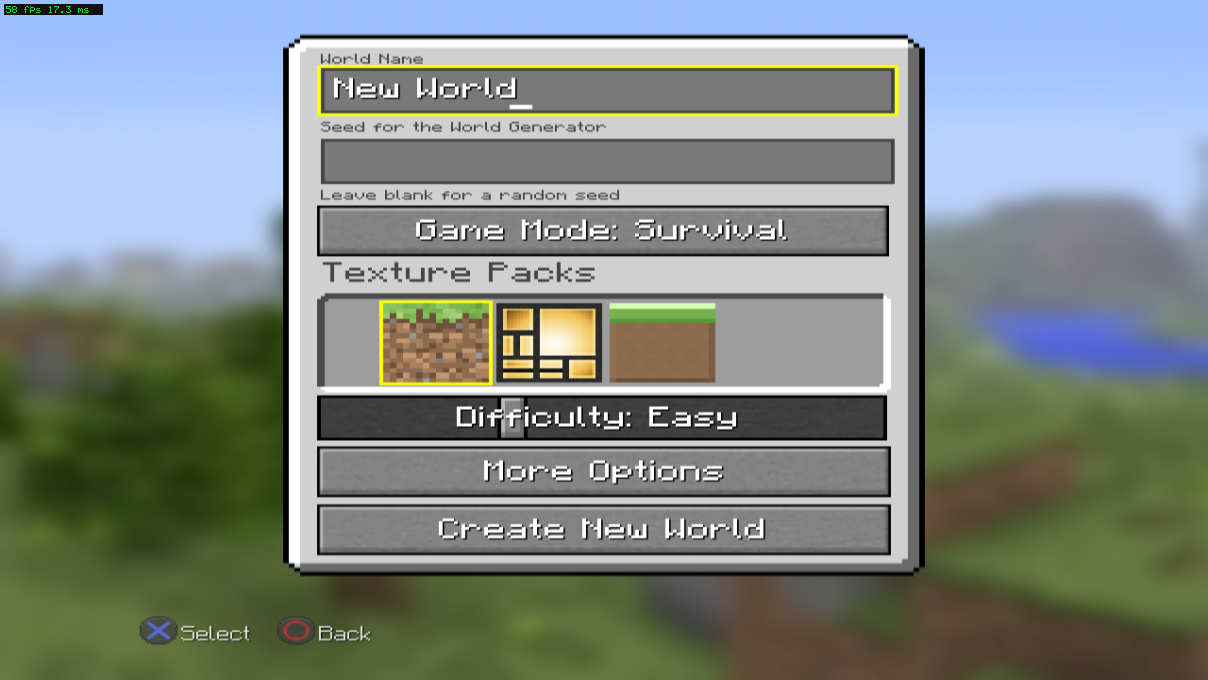 58 fps 17.3 ms
World Name
New World_
Seed for the World Generator
Leave blank for a random seed
Game Mode: Survival
Texture Packs
Difficulty: Easy
More Options
Create New World
Select Back